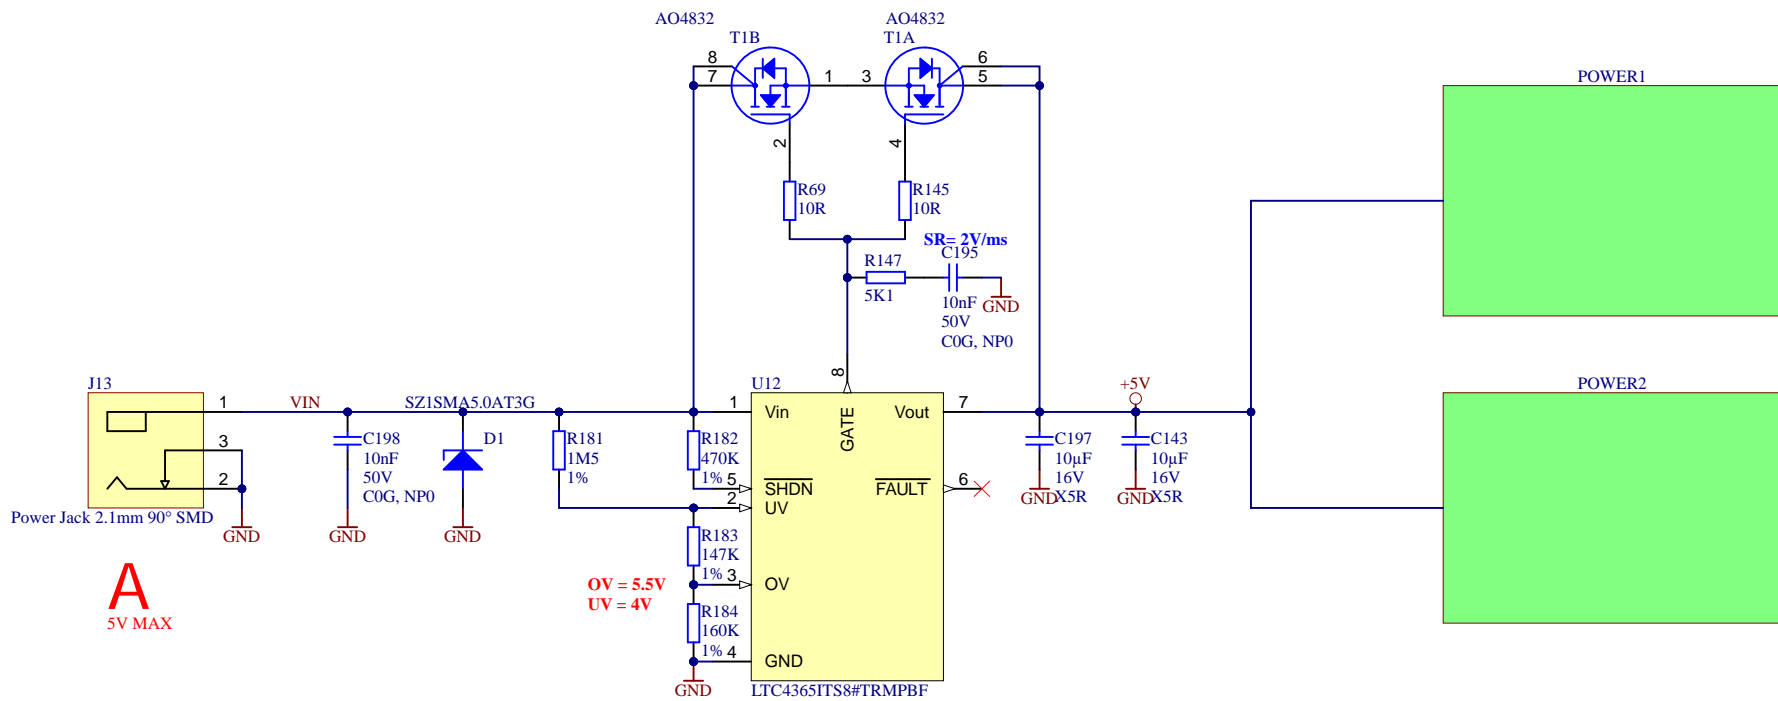 AO4832
T1B
8
7
1
2
AO4832
T1A
3
6
5
4
R69
10R
R145
10R
SR= 2V/ms
C195
10nF
50V
C0G, NP0
GND
R147
5K1
POWER1
POWER2
J13
1
3
2
Power Jack 2.1mm 90° SMD
GND
A
5V MAX
VIN
C198
10nF
50V
C0G, NP0
GND
SZ1SMA5.0AT3G
D1
GND
R181
1M5
1%
R182
470K
1%
R183
147K
1%
R184
160K
1%
GND
OV = 5.5V
UV = 4V
U12
1
Vin
5
SHDN
2
UV
3
OV
4
GND
8
GATE
7
Vout
6
FAULT
LTC4365ITS8#TRMPBF
C197
10µF
16V
X5R
GND
+5V
C143
10µF
16V
X5R
GND